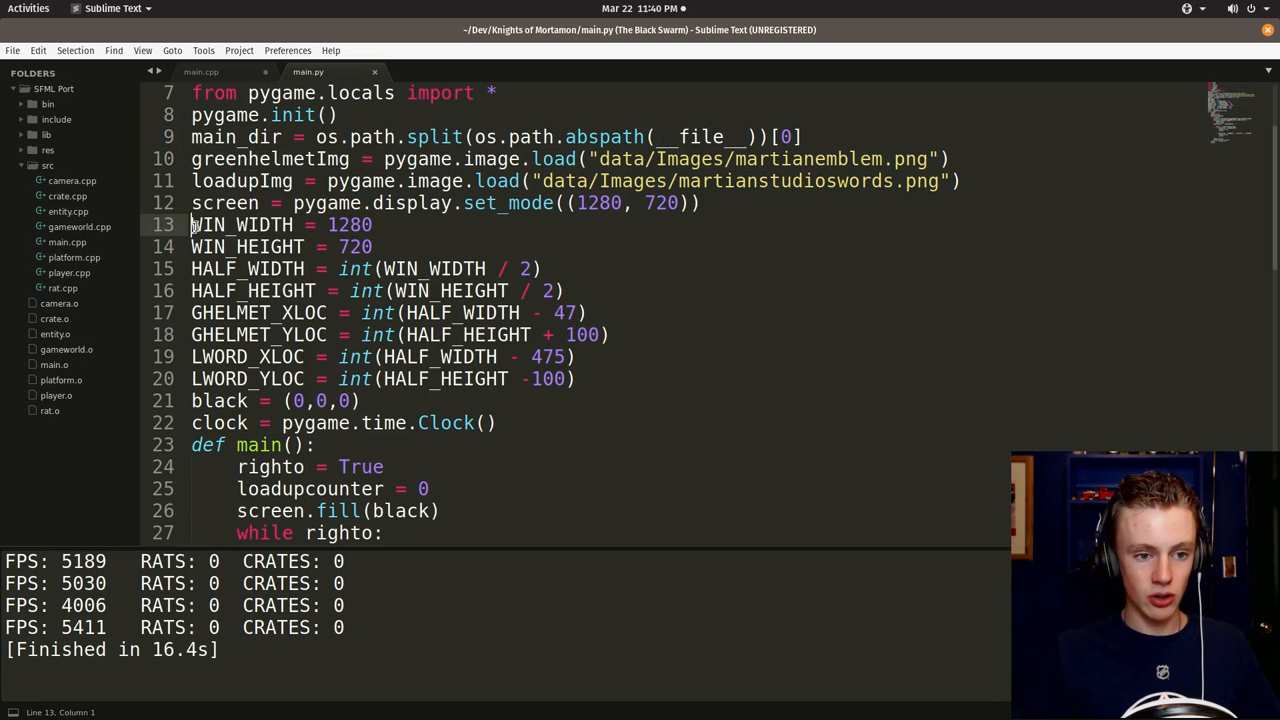 Activities
Sublime Text
Mar 22 11:40 PM
~/Dev/Knights of Mortamon/main.py (The Black Swarm) - Sublime Text (UNREGISTERED)
File Edit Selection Find View Goto Tools Project Preferences Help
FOLDERS
SFML Port
bin
include
lib
res
src
camera.cpp
crate.cpp
entity.cpp
gameworld.cpp
main.cpp
platform.cpp
player.cpp
rat.cpp
camera.o
crate.o
entity.o
gameworld.o
main.o
platform.o
player.o
rat.o
main.cpp
main.py
7 from pygame.locals import *
8 pygame.init()
9 main_dir = os.path.split(os.path.abspath(__file__))[0]
10 greenhelmetImg = pygame.image.load("data/Images/martianemblem.png")
11 loadupImg = pygame.image.load("data/Images/martianstudioswords.png")
12 screen = pygame.display.set_mode((1280, 720))
13 WIN_WIDTH = 1280
14 WIN_HEIGHT = 720
15 HALF_WIDTH = int(WIN_WIDTH / 2)
16 HALF_HEIGHT = int(WIN_HEIGHT / 2)
17 GHELMET_XLOC = int(HALF_WIDTH - 47)
18 GHELMET_YLOC = int(HALF_HEIGHT + 100)
19 LWORD_XLOC = int(HALF_WIDTH - 475)
20 LWORD_YLOC = int(HALF_HEIGHT -100)
21 black = (0,0,0)
22 clock = pygame.time.Clock()
23 def main():
24 righto = True
25 loadupcounter = 0
26 screen.fill(black)
27 while righto:
FPS: 5189 RATS: 0 CRATES: 0
FPS: 5030 RATS: 0 CRATES: 0
FPS: 4006 RATS: 0 CRATES: 0
FPS: 5411 RATS: 0 CRATES: 0
[Finished in 16.4s]
Line 13, Column 1